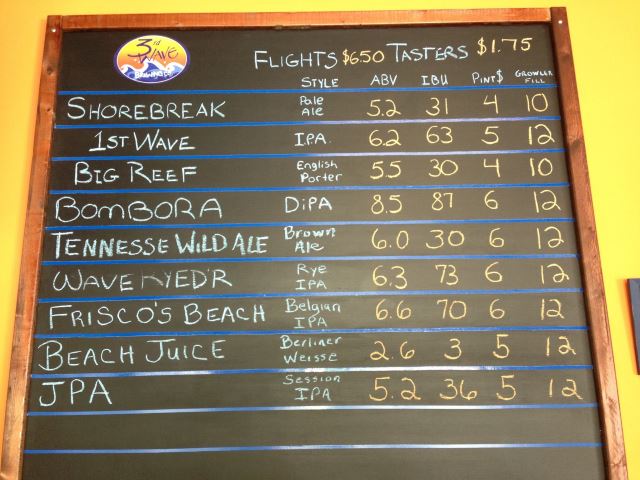 3rd WAVE
Brewing Co.
FLIGHTS $6.50 TASTERS $1.75
STYLE ABV IBU PINT$ GROWLER FILL
SHOREBREAK Pale Ale 5.2 31 4 10
1ST WAVE I.P.A. 6.2 63 5 12
BIG REEF English Porter 5.5 30 4 10
BOMBORA DiPA 8.5 87 6 12
TENNESSE WILD ALE Brown Ale 6.0 30 6 12
WAVE RYED'R Rye IPA 6.3 73 6 12
FRISCO'S BEACH Belgian IPA 6.6 70 6 12
BEACH JUICE Berliner Weisse 2.6 3 5 12
JPA Session IPA 5.2 36 5 12